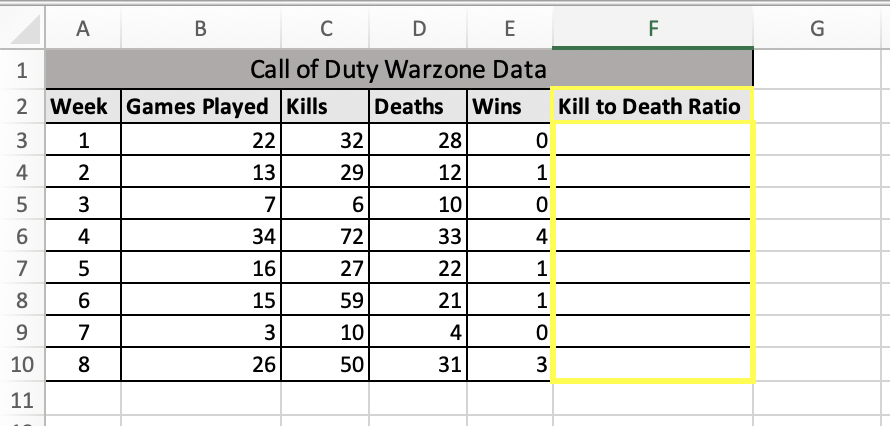 A B C D E F G
1 Call of Duty Warzone Data
2 Week Games Played Kills Deaths Wins Kill to Death Ratio
3 1 22 32 28 0
4 2 13 29 12 1
5 3 7 6 10 0
6 4 34 72 33 4
7 5 16 27 22 1
8 6 15 59 21 1
9 7 3 10 4 0
10 8 26 50 31 3
11